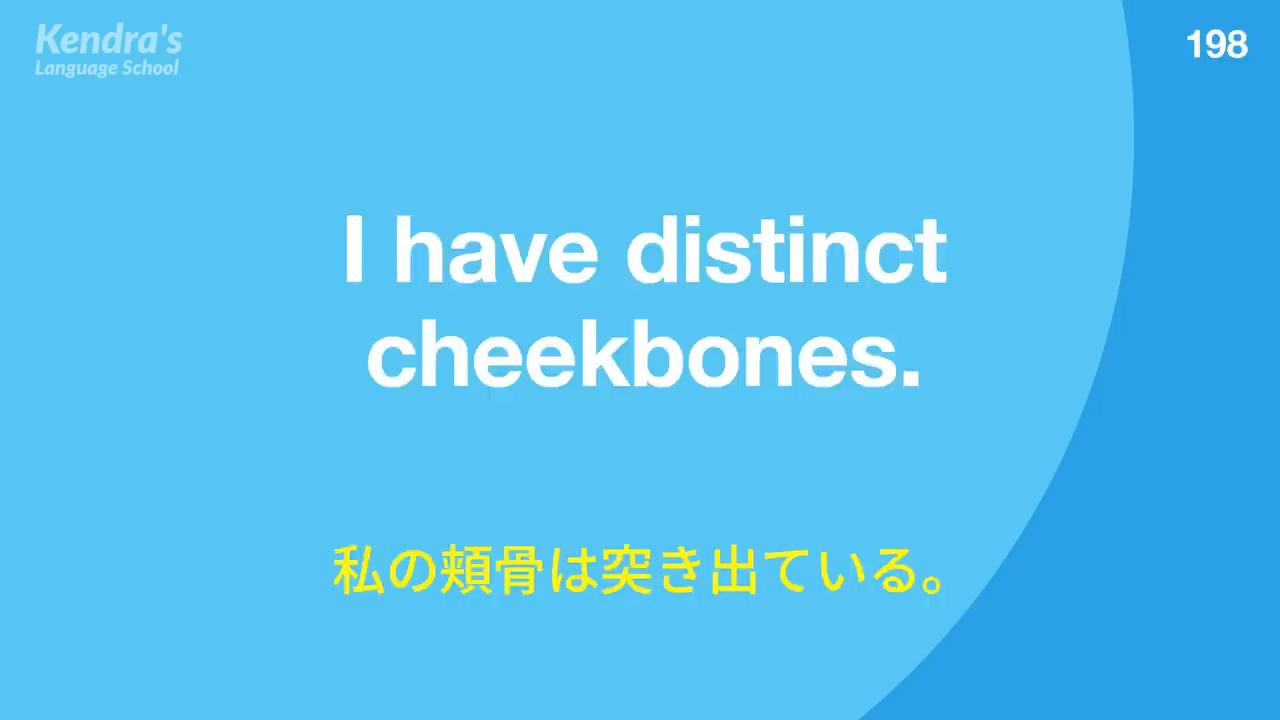 Kendra's
Language School
198
I have distinct
cheekbones.
私の頬骨は突き出ている。